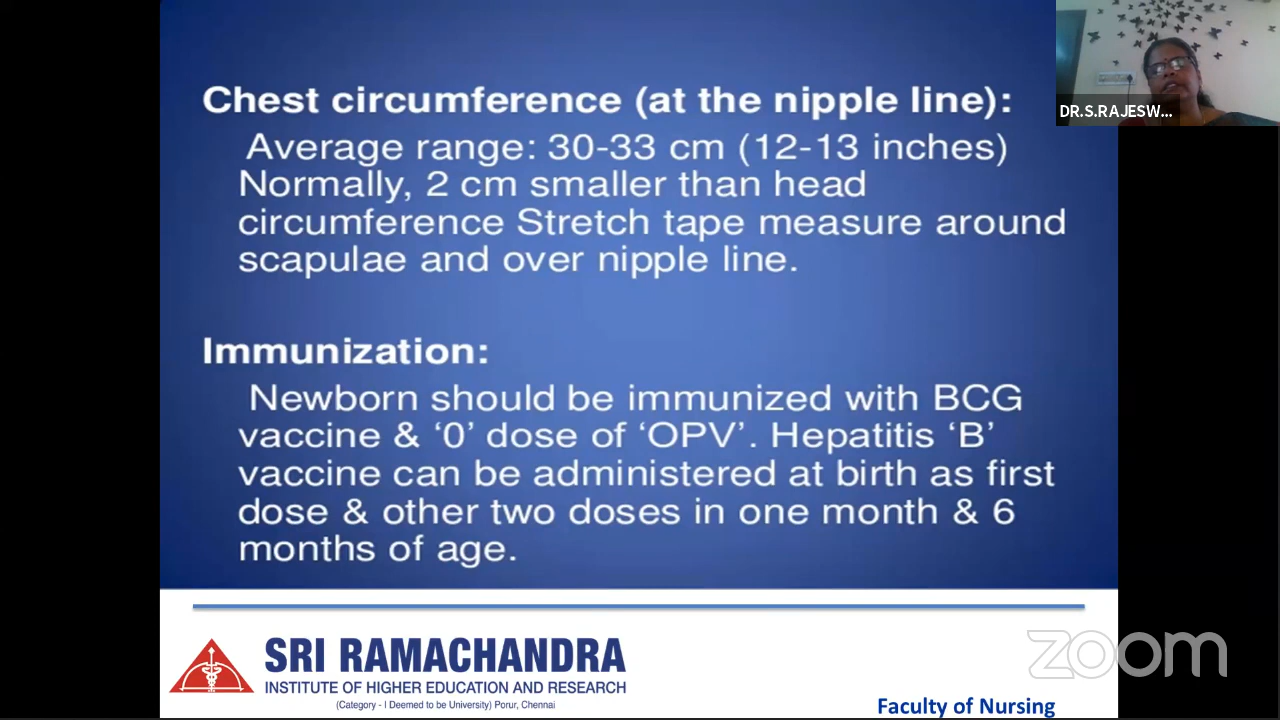 Chest circumference (at the nipple line):
Average range: 30-33 cm (12-13 inches)
Normally, 2 cm smaller than head
circumference Stretch tape measure around
scapulae and over nipple line.
Immunization:
Newborn should be immunized with BCG
vaccine & ‘0’ dose of ‘OPV’. Hepatitis ‘B’
vaccine can be administered at birth as first
dose & other two doses in one month & 6
months of age.
DR.S.RAJESW...
SRI RAMACHANDRA
INSTITUTE OF HIGHER EDUCATION AND RESEARCH
(Category - I Deemed to be University) Porur, Chennai
zoom
Faculty of Nursing